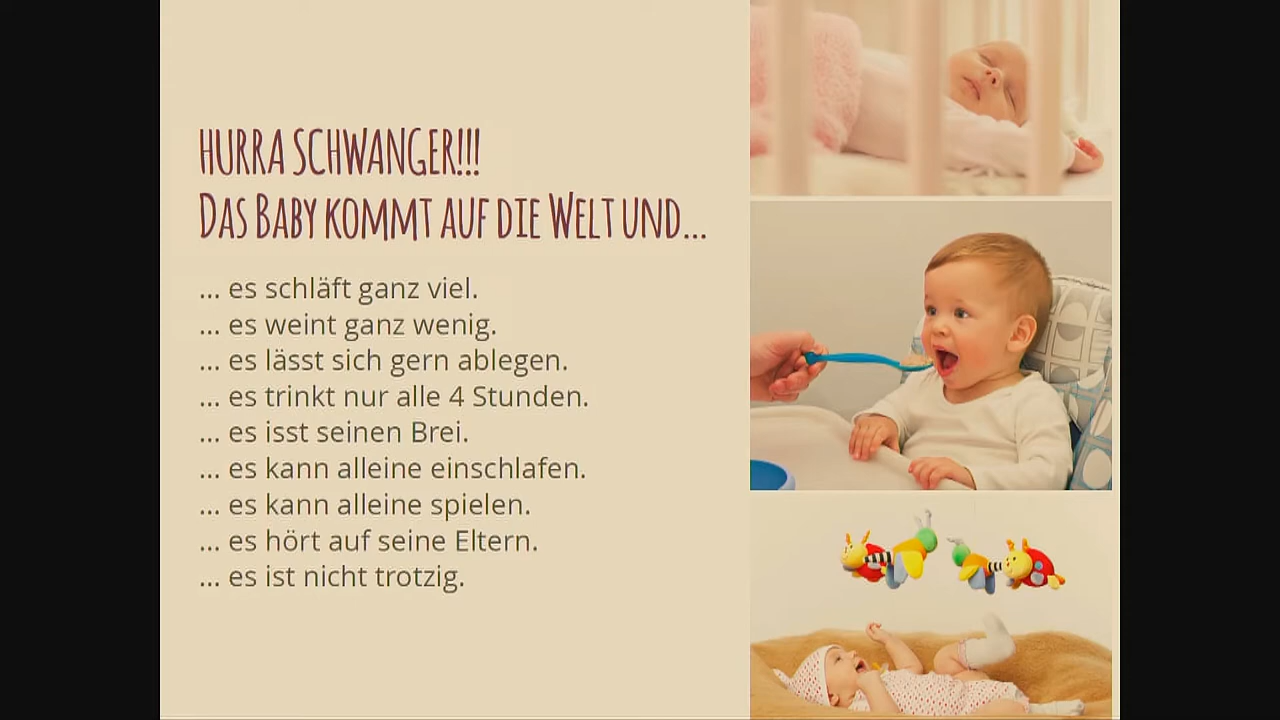 HURRA SCHWANGER!!!
DAS BABY KOMMT AUF DIE WELT UND...
... es schläft ganz viel.
... es weint ganz wenig.
... es lässt sich gern ablegen.
... es trinkt nur alle 4 Stunden.
... es isst seinen Brei.
... es kann alleine einschlafen.
... es kann alleine spielen.
... es hört auf seine Eltern.
... es ist nicht trotzig.